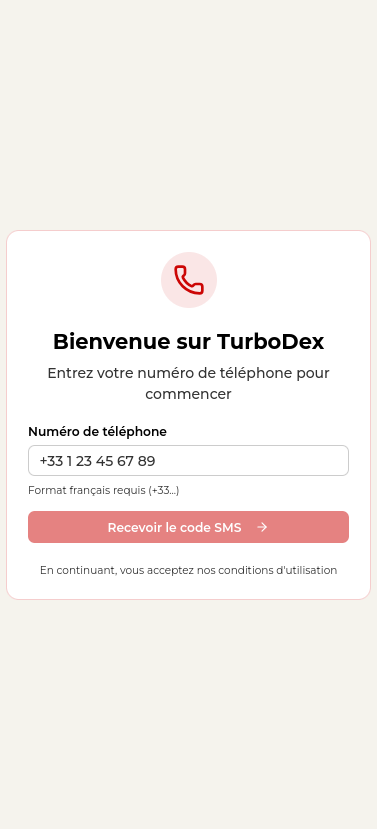 Bienvenue sur TurboDex
Entrez votre numéro de téléphone pour
commencer
Numéro de téléphone
+33 1 23 45 67 89
Format français requis (+33...)
Recevoir le code SMS
En continuant, vous acceptez nos conditions d'utilisation